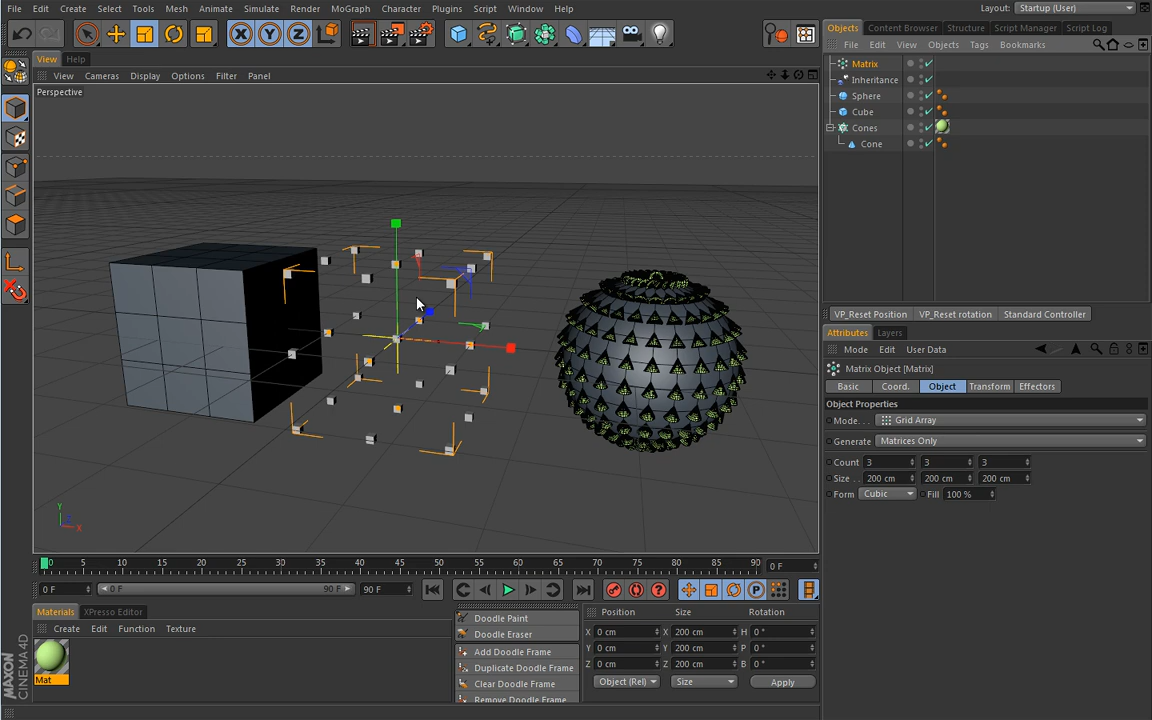 File Edit Create Select Tools Mesh Animate Simulate Render MoGraph Character Plugins Script Window Help
Layout: Startup (User)
X Y Z
View Help
View Cameras Display Options Filter Panel
Perspective
Y
X
0 5 10 15 20 25 30 35 40 45 50 55 60 65 70 75 80 85 90
0 F
0 F 0 F 90 F 90 F
Materials XPresso Editor
Create Edit Function Texture
Mat
MAXON
CINEMA 4D
Doodle Paint
Doodle Eraser
Add Doodle Frame
Duplicate Doodle Frame
Clear Doodle Frame
Remove Doodle Frame
Position Size Rotation
X 0 cm X 200 cm H 0 °
Y 0 cm Y 200 cm P 0 °
Z 0 cm Z 200 cm B 0 °
Object (Rel) Size Apply
Objects Content Browser Structure Script Manager Script Log
File Edit View Objects Tags Bookmarks
Matrix
Inheritance
Sphere
Cube
Cones
Cone
VP_Reset Position VP_Reset rotation Standard Controller
Attributes Layers
Mode Edit User Data
Matrix Object [Matrix]
Basic Coord. Object Transform Effectors
Object Properties
Mode. . . Grid Array
Generate Matrices Only
Count 3 3 3
Size . . 200 cm 200 cm 200 cm
Form Cubic Fill 100 %